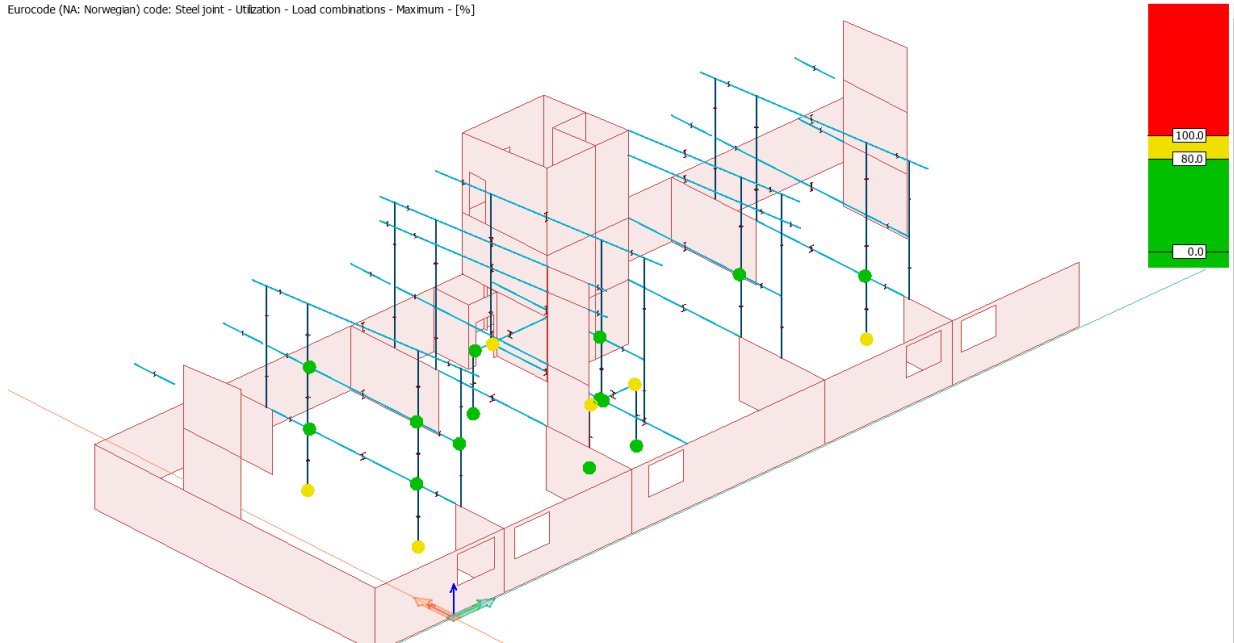 Eurocode (NA: Norwegian) code: Steel joint - Utilization - Load combinations - Maximum - [%]
100.0
80.0
0.0